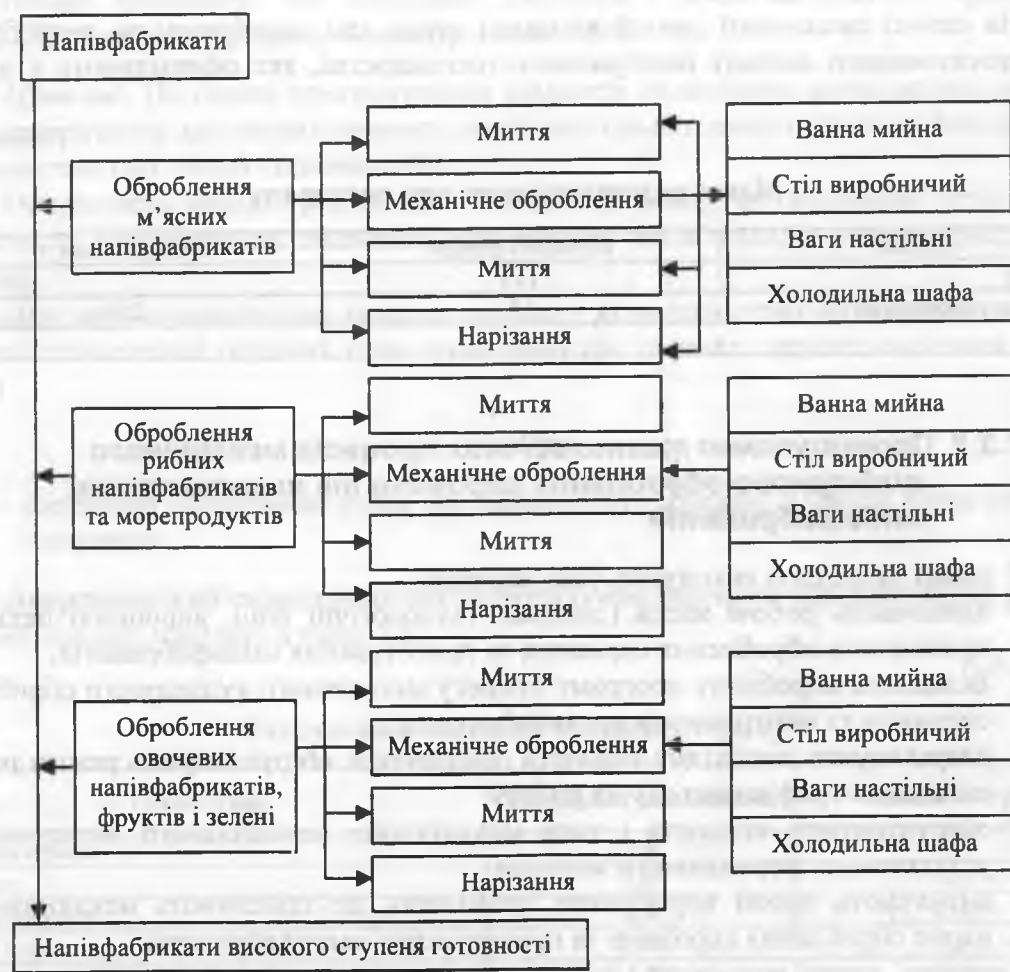 Напівфабрикати
Оброблення
м’ясних
напівфабрикатів
Миття
Механічне оброблення
Миття
Нарізання
Ванна мийна
Стіл виробничий
Ваги настільні
Холодильна шафа
Оброблення
рибних
напівфабрикатів
та морепродуктів
Миття
Механічне оброблення
Миття
Нарізання
Ванна мийна
Стіл виробничий
Ваги настільні
Холодильна шафа
Оброблення
овочевих
напівфабрикатів,
фруктів і зелені
Миття
Механічне оброблення
Миття
Нарізання
Ванна мийна
Стіл виробничий
Ваги настільні
Холодильна шафа
Напівфабрикати високого ступеня готовності